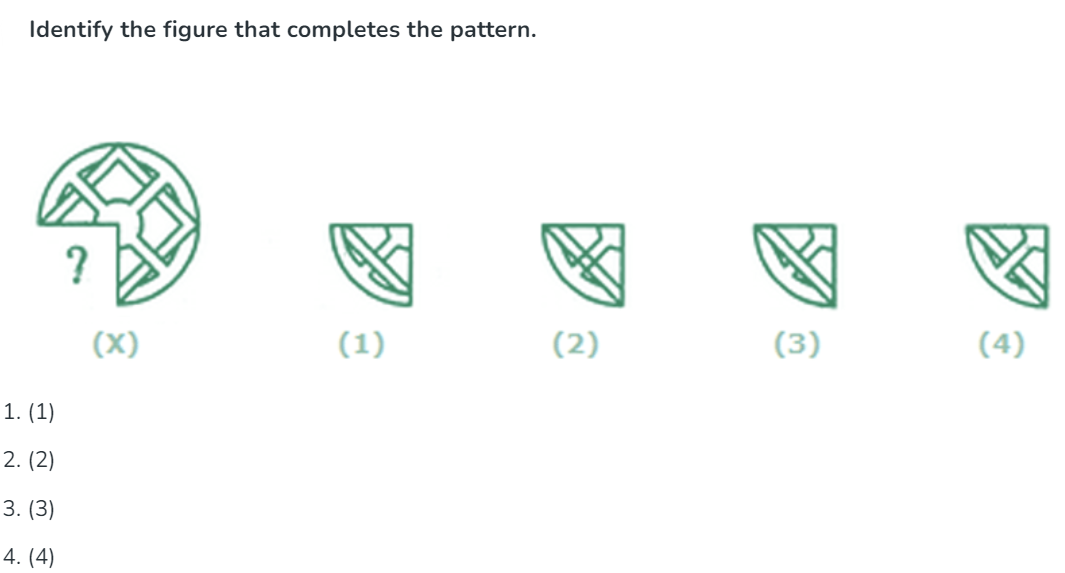 Identify the figure that completes the pattern.
?
(X) (1) (2) (3) (4)
1. (1)
2. (2)
3. (3)
4. (4)